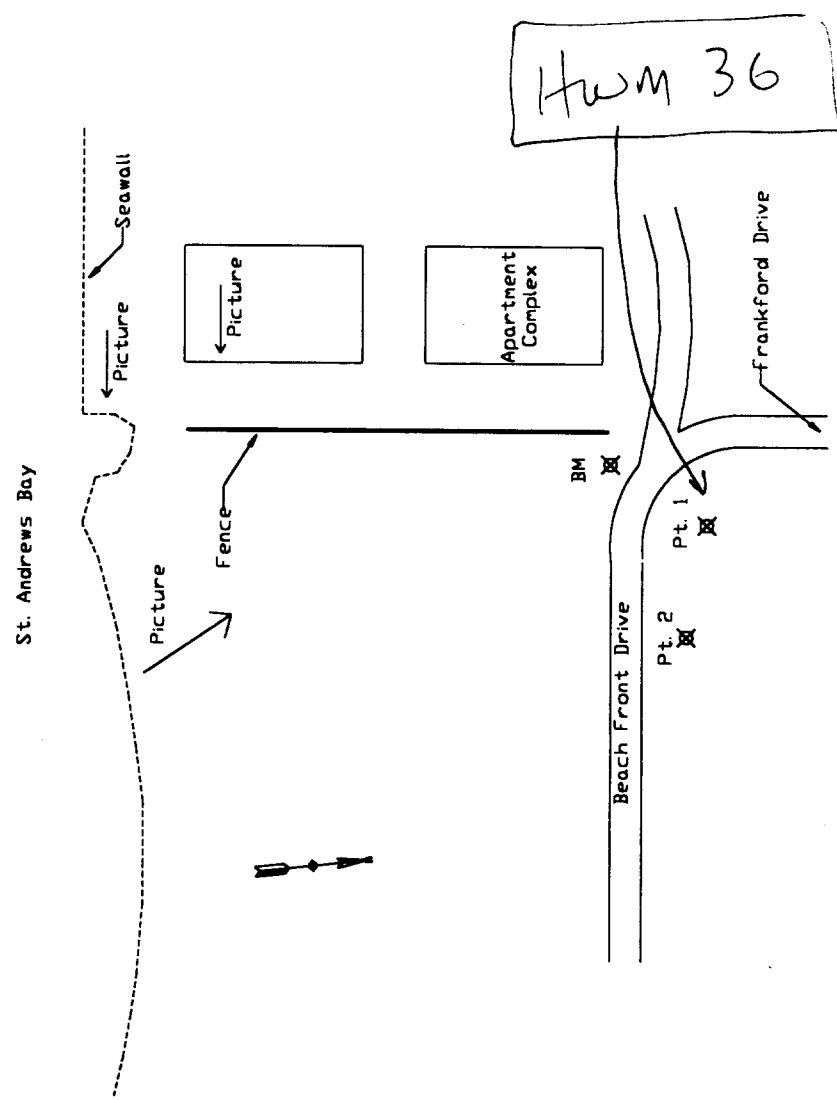 Hwm 36
St. Andrews Bay
Seawall
Picture
Picture
Apartment
Complex
Frankford Drive
Fence
BM
Picture
Pt. 1
Pt. 2
Beach Front Drive